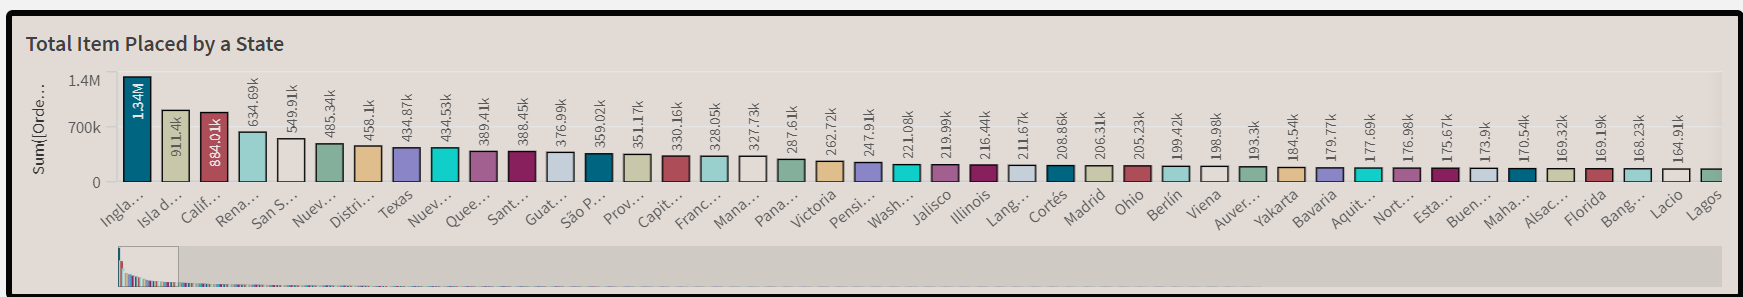 Total Item Placed by a State
Sum([Orde...
1.4M
700k
0
1.34M
911.4k
884.01k
634.69k
549.91k
485.34k
458.1k
434.87k
434.53k
389.41k
388.45k
376.99k
359.02k
351.17k
330.16k
328.05k
327.73k
287.61k
262.72k
247.91k
221.08k
219.99k
216.44k
211.67k
208.86k
206.31k
205.23k
199.42k
198.98k
193.3k
184.54k
179.77k
177.69k
176.98k
175.67k
173.9k
170.54k
169.32k
169.19k
168.23k
164.91k
Ingla...
Isla d...
Calif...
Rena...
San S...
Nuev...
Distri...
Texas
Nuev...
Quee...
Sant...
Guat...
São P...
Prov...
Capit...
Franc...
Mana...
Pana...
Victoria
Pensi...
Wash...
Jalisco
Illinois
Lang...
Cortés
Madrid
Ohio
Berlín
Viena
Auver...
Yakarta
Bavaria
Aquit...
Nort...
Esta...
Buen...
Maha...
Alsac...
Florida
Bang...
Lacio
Lagos